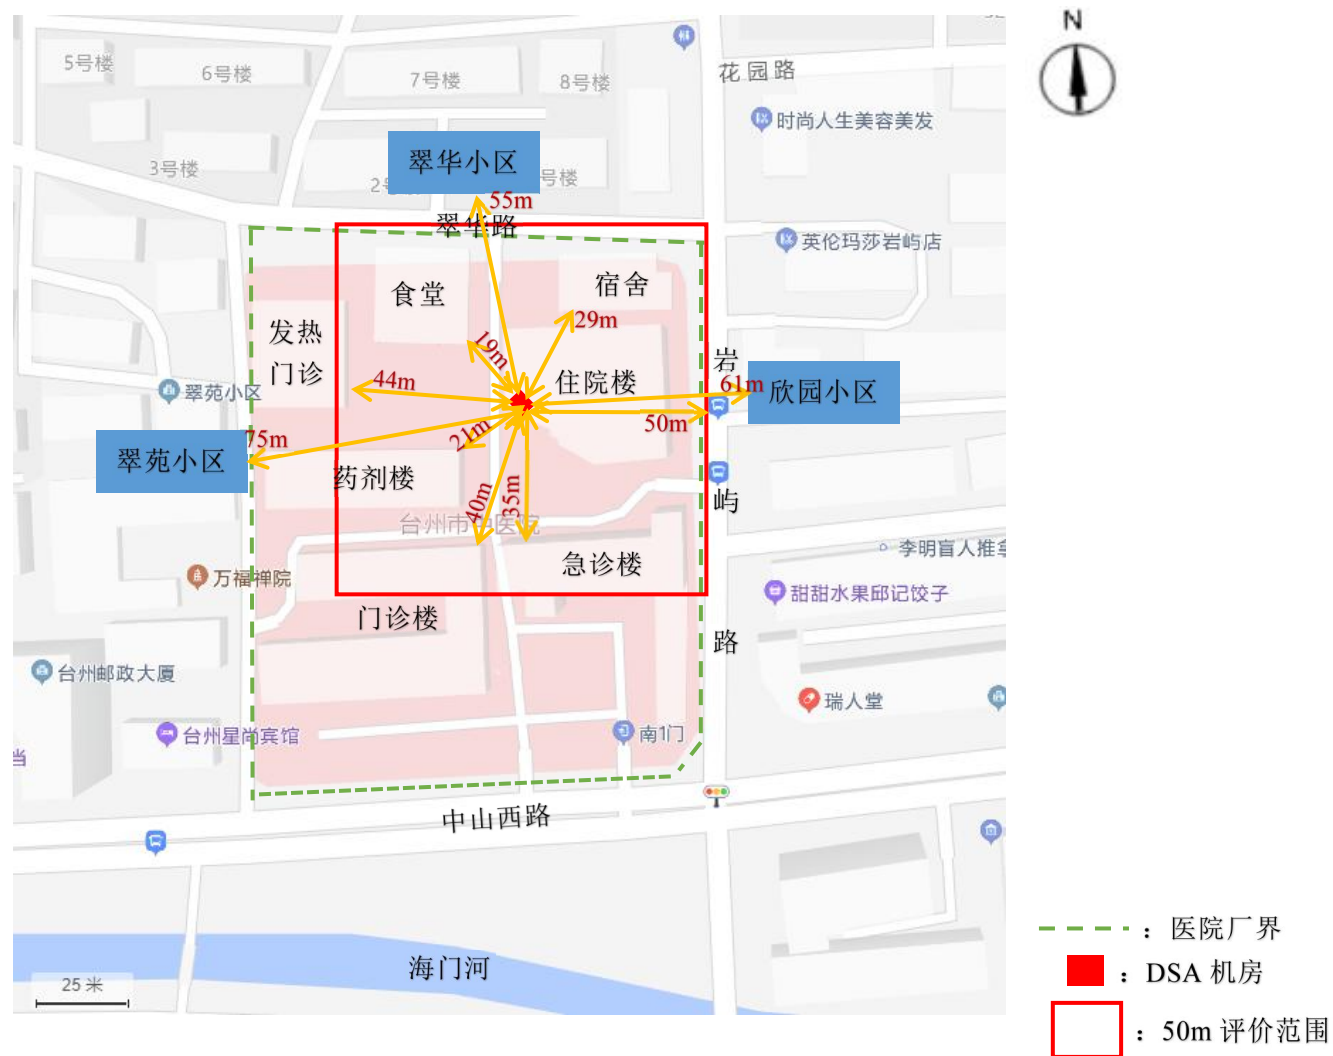 N
5号楼
6号楼
7号楼
8号楼
花园路
时尚人生美容美发
3号楼
2号
翠华小区
号楼
55m
翠华路
英伦玛莎岩屿店
食堂
宿舍
发热
门诊
19m
29m
岩
44m
住院楼
61m
欣园小区
翠苑小区
50m
75m
21m
翠苑小区
药剂楼
40m
35m
屿
台州市中医院
李明盲人推拿
急诊楼
万福禅院
甜甜水果邱记饺子
门诊楼
路
台州邮政大厦
瑞人堂
台州星尚宾馆
南1门
当
中山西路
海门河
25 米
：医院厂界
：DSA 机房
：50m 评价范围